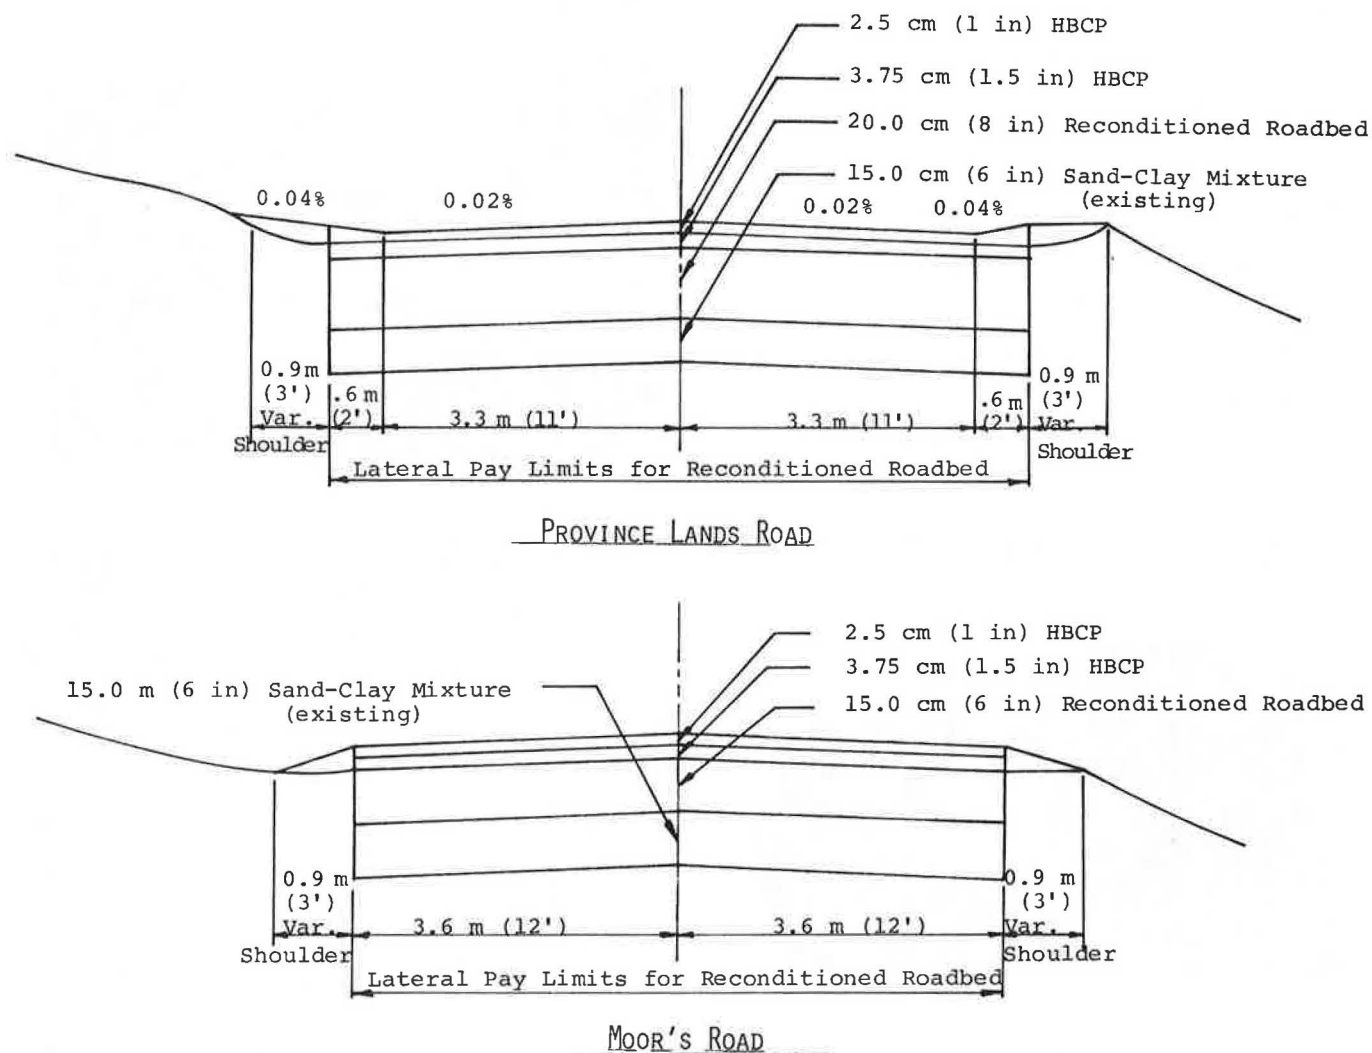 2.5 cm (1 in) HBCP
3.75 cm (1.5 in) HBCP
20.0 cm (8 in) Reconditioned Roadbed
15.0 cm (6 in) Sand-Clay Mixture
(existing)
0.04%
0.02%
0.02%
0.04%
0.9 m
(3')
Var.
Shoulder
.6 m
(2')
3.3 m (11')
3.3 m (11')
.6 m
(2')
0.9 m
(3')
Var.
Shoulder
Lateral Pay Limits for Reconditioned Roadbed
PROVINCE LANDS ROAD
2.5 cm (1 in) HBCP
3.75 cm (1.5 in) HBCP
15.0 cm (6 in) Reconditioned Roadbed
15.0 m (6 in) Sand-Clay Mixture
(existing)
0.9 m
(3')
Var.
Shoulder
3.6 m (12')
3.6 m (12')
0.9 m
(3')
Var.
Shoulder
Lateral Pay Limits for Reconditioned Roadbed
MOOR'S ROAD